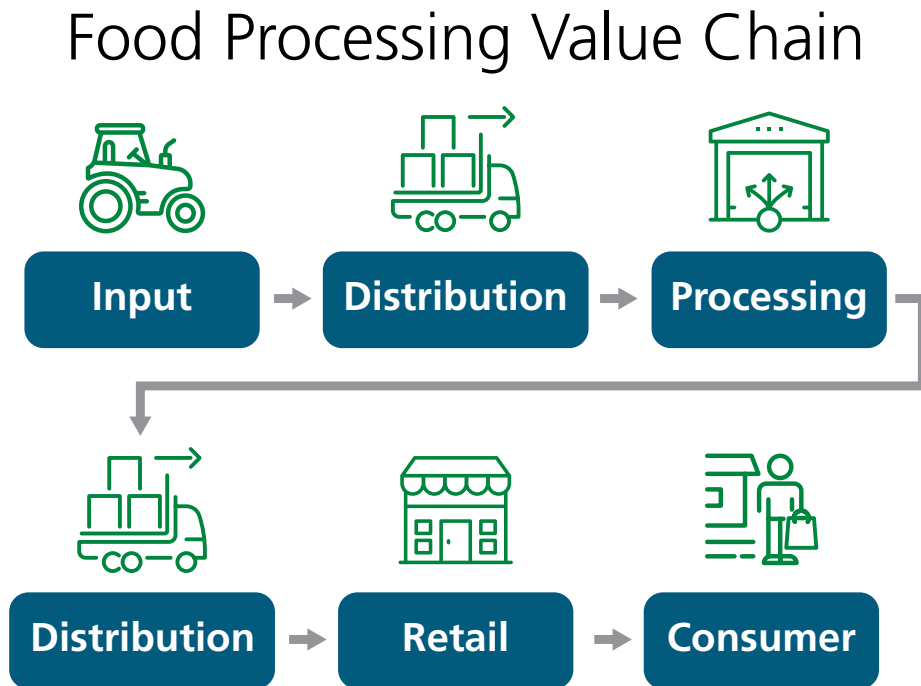 Food Processing Value Chain
Input
Distribution
Processing
Distribution
Retail
Consumer